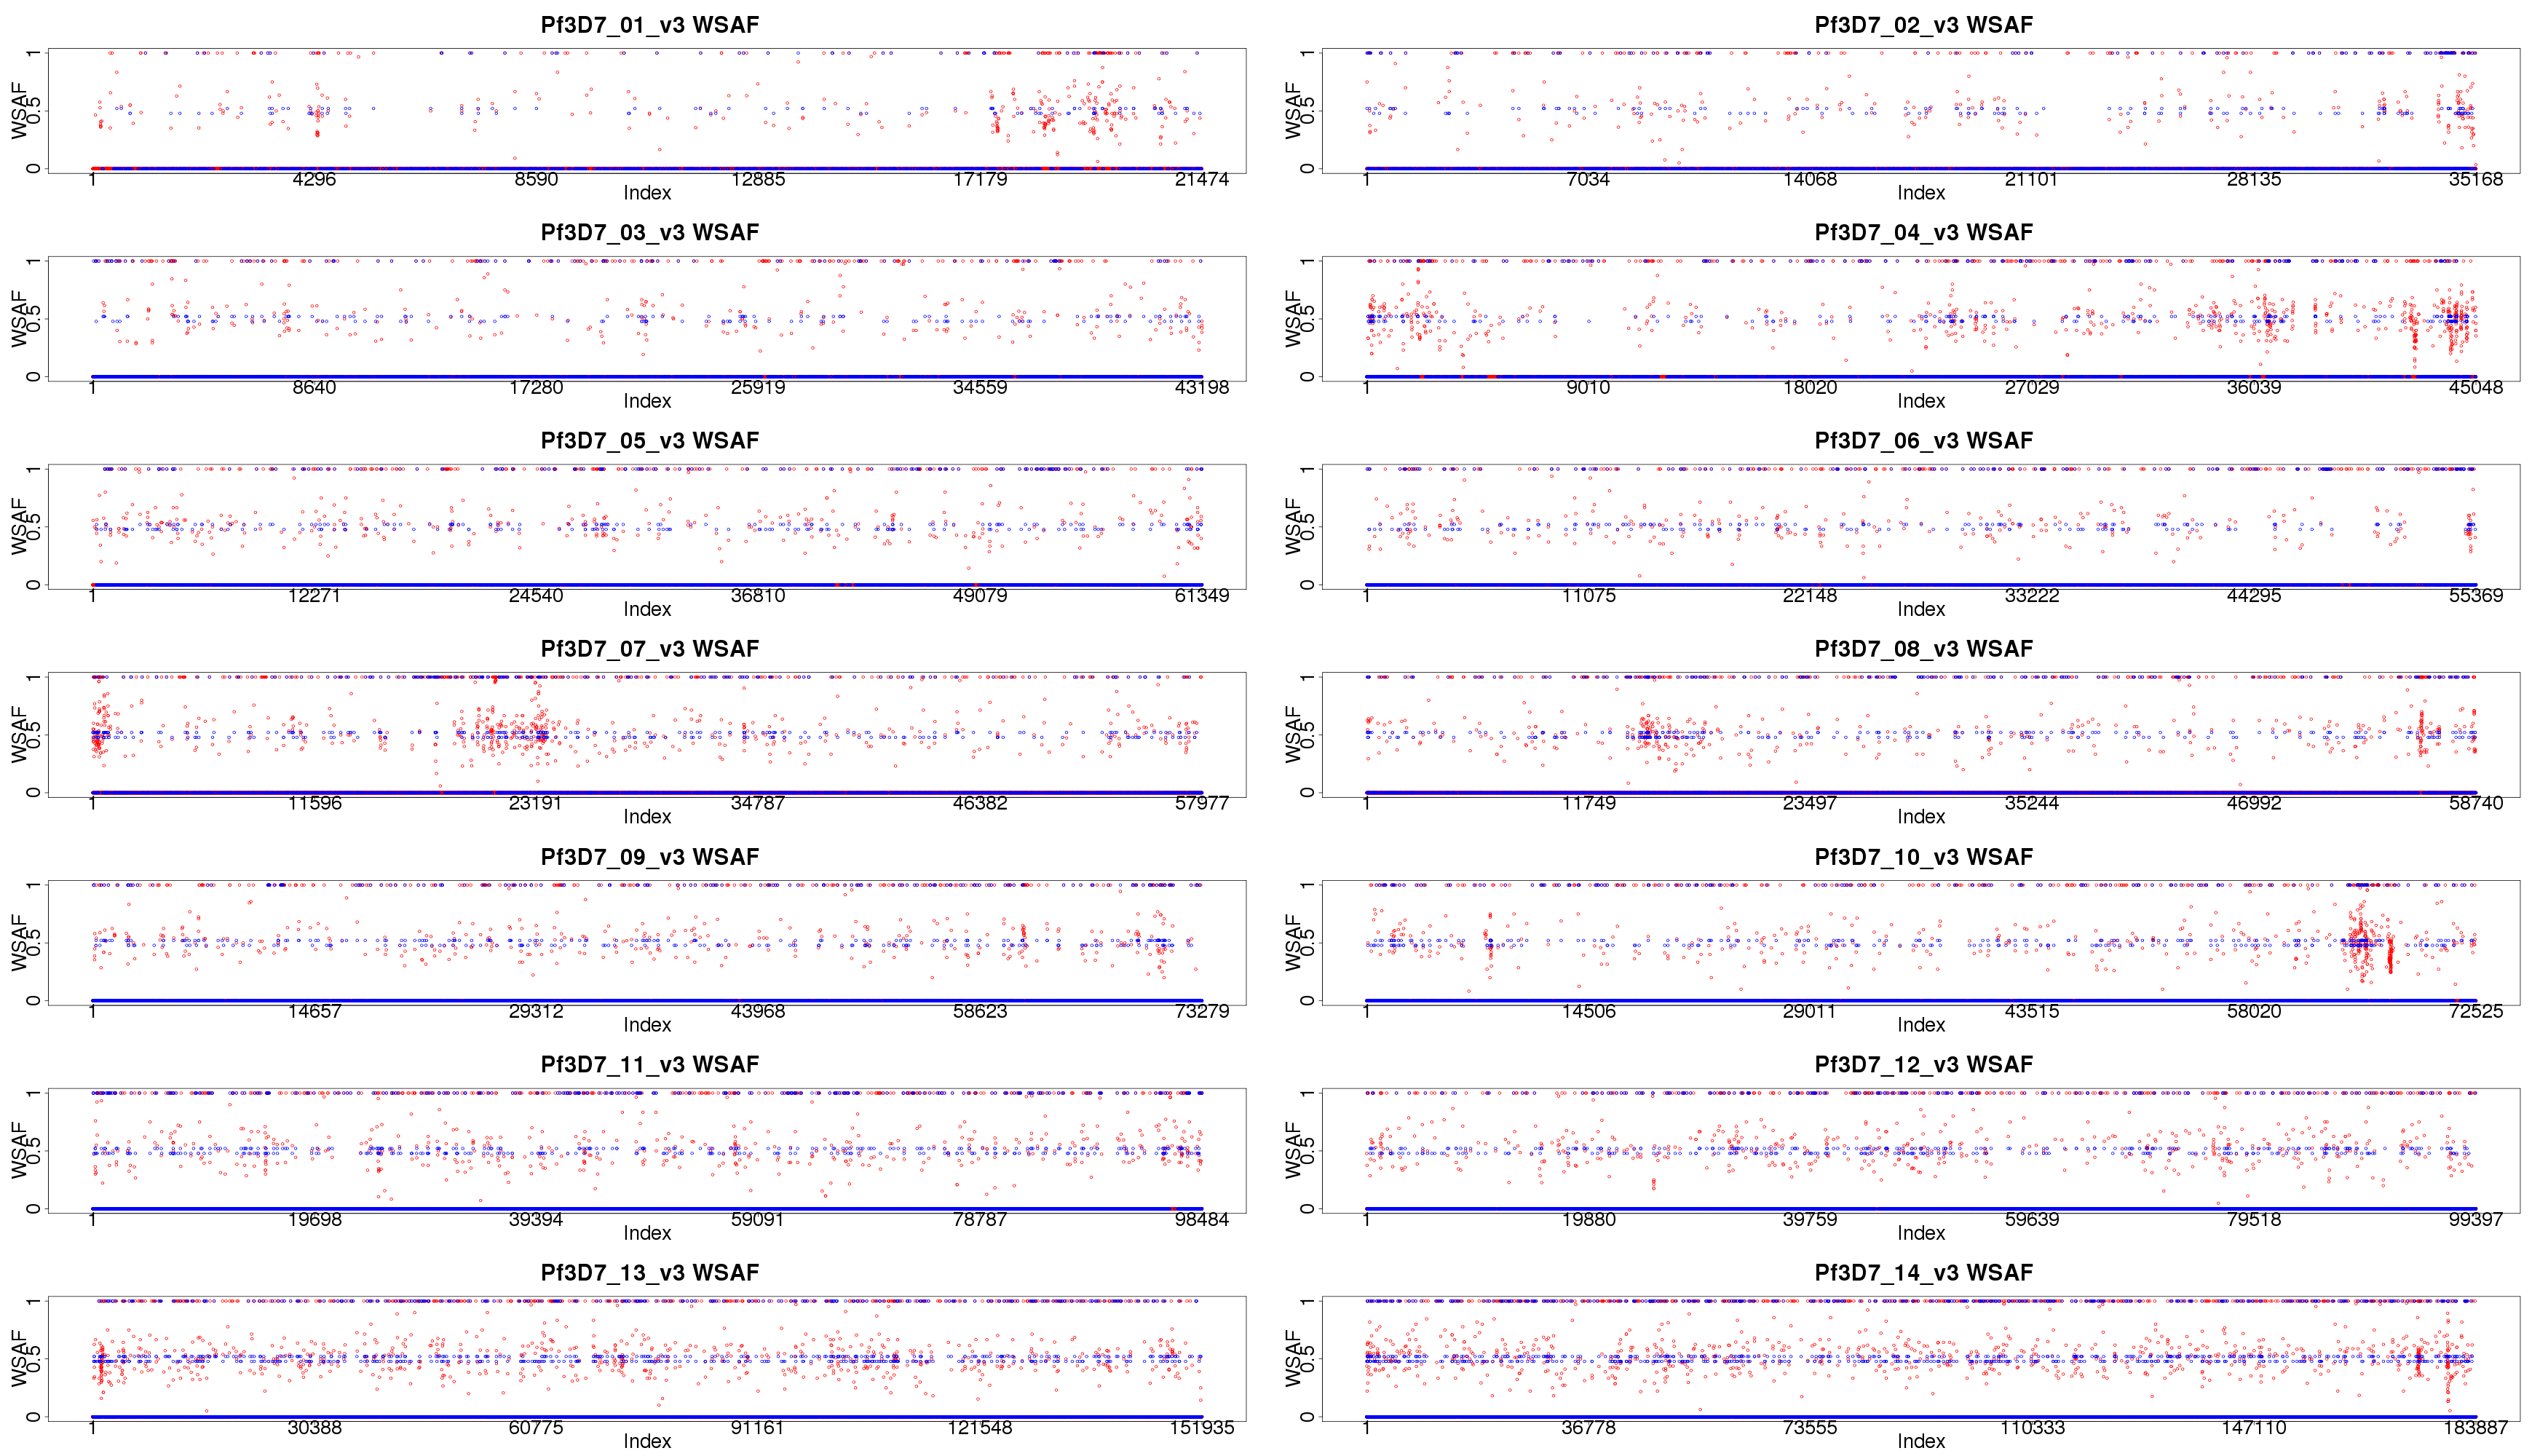 Pf3D7_01_v3 WSAF
WSAF
1
0.5
0
1 4296 8590 12885 17179 21474
Index
Pf3D7_02_v3 WSAF
WSAF
1
0.5
0
1 7034 14068 21101 28135 35168
Index
Pf3D7_03_v3 WSAF
WSAF
1
0.5
0
1 8640 17280 25919 34559 43198
Index
Pf3D7_04_v3 WSAF
WSAF
1
0.5
0
1 9010 18020 27029 36039 45048
Index
Pf3D7_05_v3 WSAF
WSAF
1
0.5
0
1 12271 24540 36810 49079 61349
Index
Pf3D7_06_v3 WSAF
WSAF
1
0.5
0
1 11075 22148 33222 44295 55369
Index
Pf3D7_07_v3 WSAF
WSAF
1
0.5
0
1 11596 23191 34787 46382 57977
Index
Pf3D7_08_v3 WSAF
WSAF
1
0.5
0
1 11749 23497 35244 46992 58740
Index
Pf3D7_09_v3 WSAF
WSAF
1
0.5
0
1 14657 29312 43968 58623 73279
Index
Pf3D7_10_v3 WSAF
WSAF
1
0.5
0
1 14506 29011 43515 58020 72525
Index
Pf3D7_11_v3 WSAF
WSAF
1
0.5
0
1 19698 39394 59091 78787 98484
Index
Pf3D7_12_v3 WSAF
WSAF
1
0.5
0
1 19880 39759 59639 79518 99397
Index
Pf3D7_13_v3 WSAF
WSAF
1
0.5
0
1 30388 60775 91161 121548 151935
Index
Pf3D7_14_v3 WSAF
WSAF
1
0.5
0
1 36778 73555 110333 147110 183887
Index